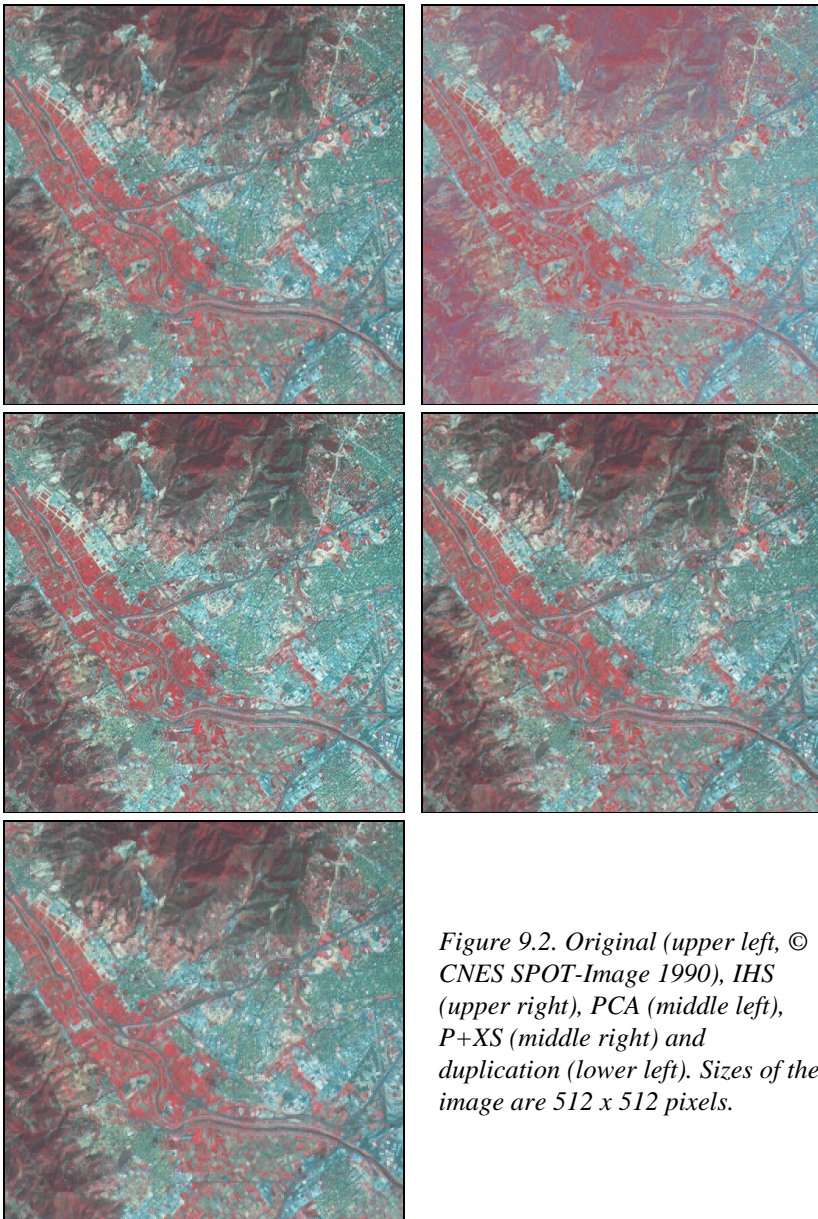 Figure 9.2. Original (upper left, ©
CNES SPOT-Image 1990), IHS
(upper right), PCA (middle left),
P+XS (middle right) and
duplication (lower left). Sizes of the
image are 512 x 512 pixels.